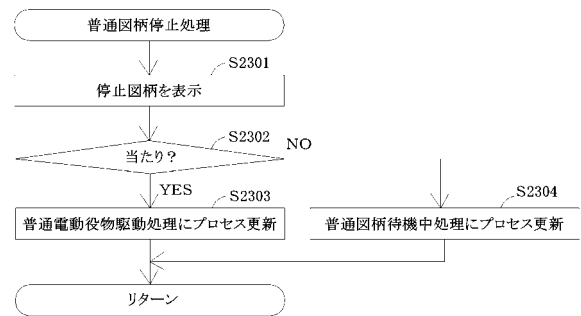 普通図柄停止処理
S2301
停止図柄を表示
S2302
当たり？
NO
YES
S2303
普通電動役物駆動処理にプロセス更新
S2304
普通図柄待機中処理にプロセス更新
リターン